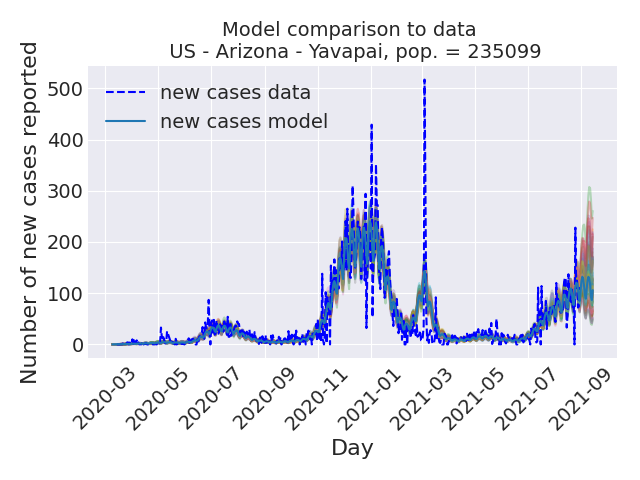 Model comparison to data
US - Arizona - Yavapai, pop. = 235099
Number of new cases reported
500
400
300
200
100
0
new cases data
new cases model
2020-03
2020-05
2020-07
2020-09
2020-11
2021-01
2021-03
2021-05
2021-07
2021-09
Day